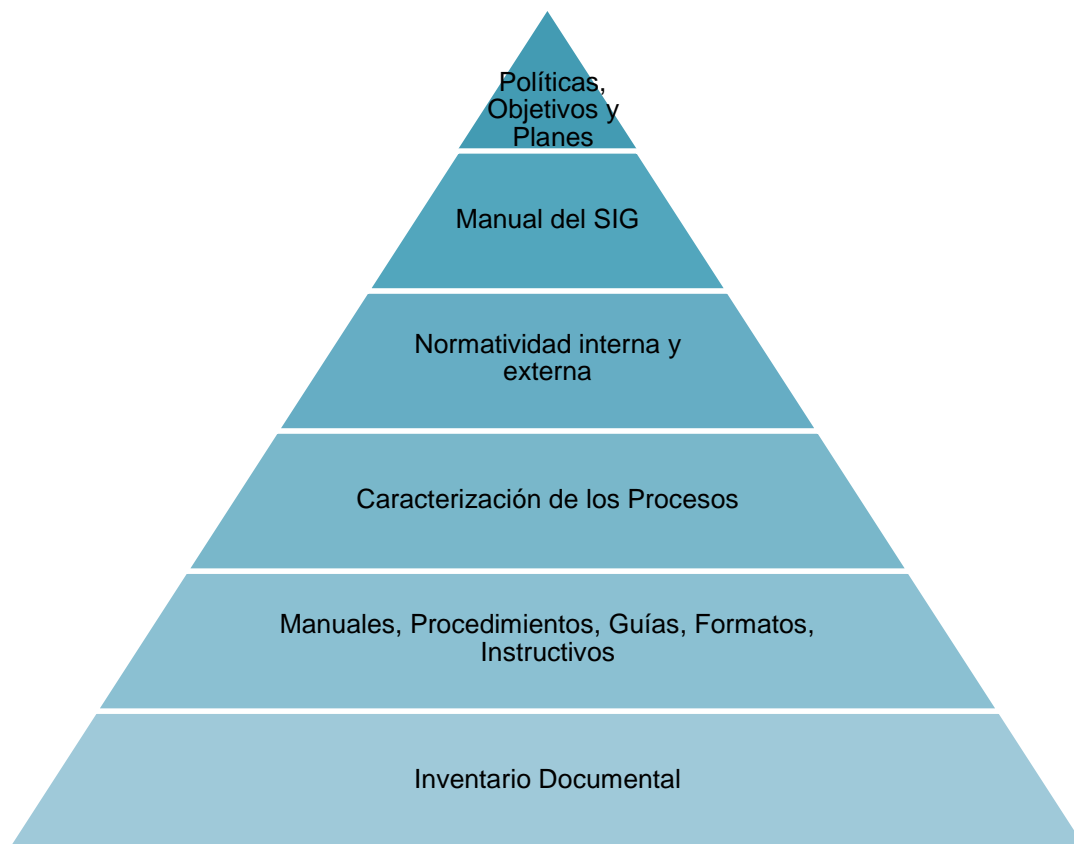 Políticas,
Objetivos y
Planes
Manual del SIG
Normatividad interna y
externa
Caracterización de los Procesos
Manuales, Procedimientos, Guías, Formatos,
Instructivos
Inventario Documental